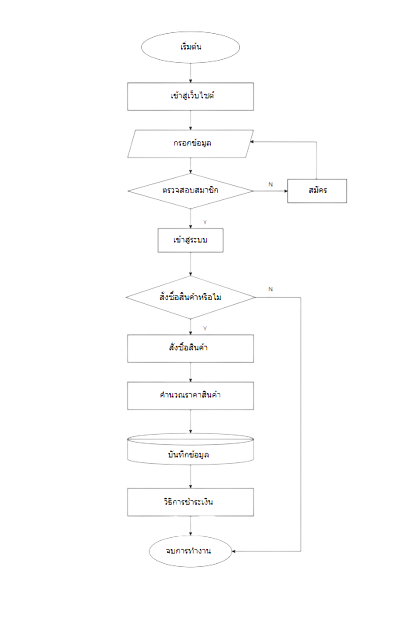 เริ่มต้น
เข้าสู่เว็บไซต์
กรอกข้อมูล
ตรวจสอบสมาชิก
N
สมัคร
Y
เข้าสู่ระบบ
สั่งซื้อสินค้าหรือไม่
N
Y
สั่งซื้อสินค้า
คำนวณราคาสินค้า
บันทึกข้อมูล
วิธีการชำระเงิน
จบการทำงาน